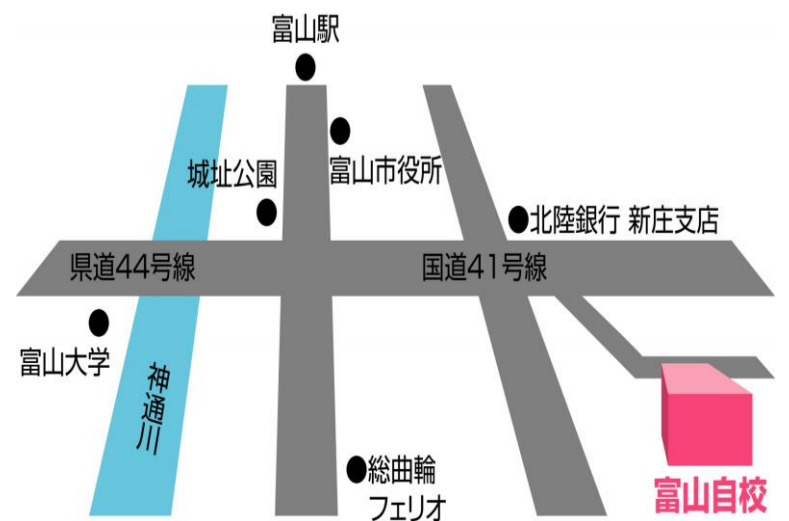 富山駅
城址公園
富山市役所
北陸銀行 新庄支店
県道44号線
国道41号線
富山大学
神通川
総曲輪
フェリオ
富山自校